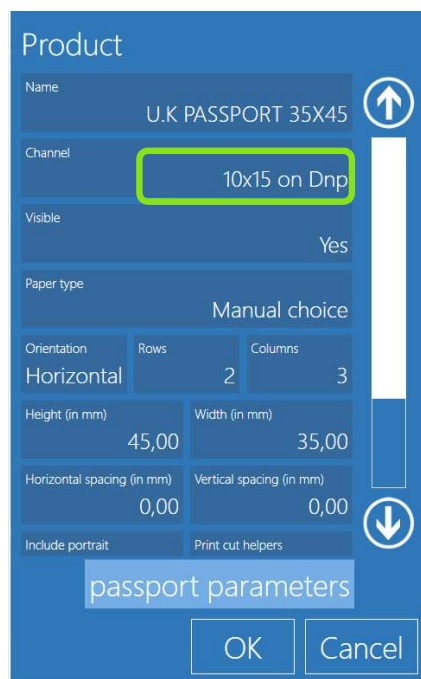 Product
Name
U.K PASSPORT 35X45
Channel
10x15 on Dnp
Visible
Yes
Paper type
Manual choice
Orientation Rows Columns
Horizontal 2 3
Height (in mm) Width (in mm)
45,00 35,00
Horizontal spacing (in mm) Vertical spacing (in mm)
0,00 0,00
Include portrait Print cut helpers
passport parameters
OK Cancel